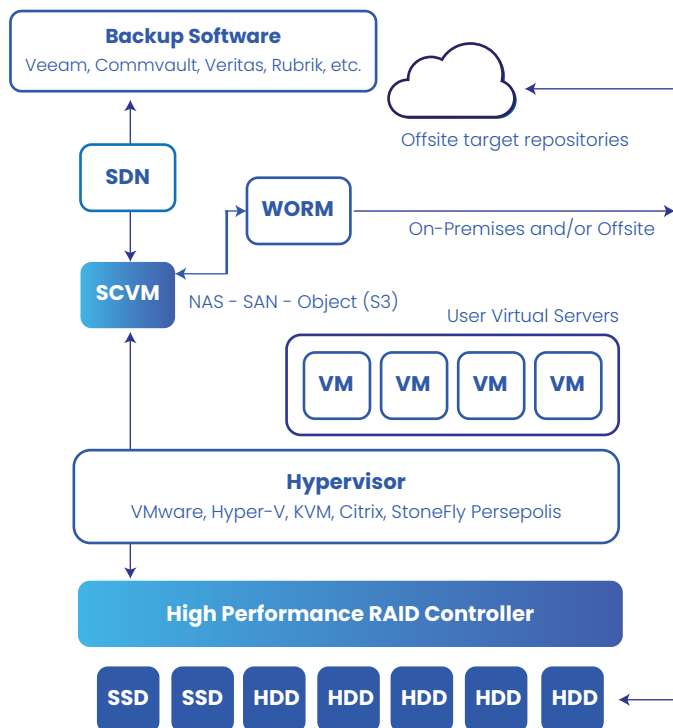 Backup Software
Veeam, Commvault, Veritas, Rubrik, etc.
Offsite target repositories
SDN
WORM
On-Premises and/or Offsite
SCVM
NAS - SAN - Object (S3)
User Virtual Servers
VM VM VM VM
Hypervisor
VMware, Hyper-V, KVM, Citrix, StoneFly Persepolis
High Performance RAID Controller
SSD SSD HDD HDD HDD HDD HDD